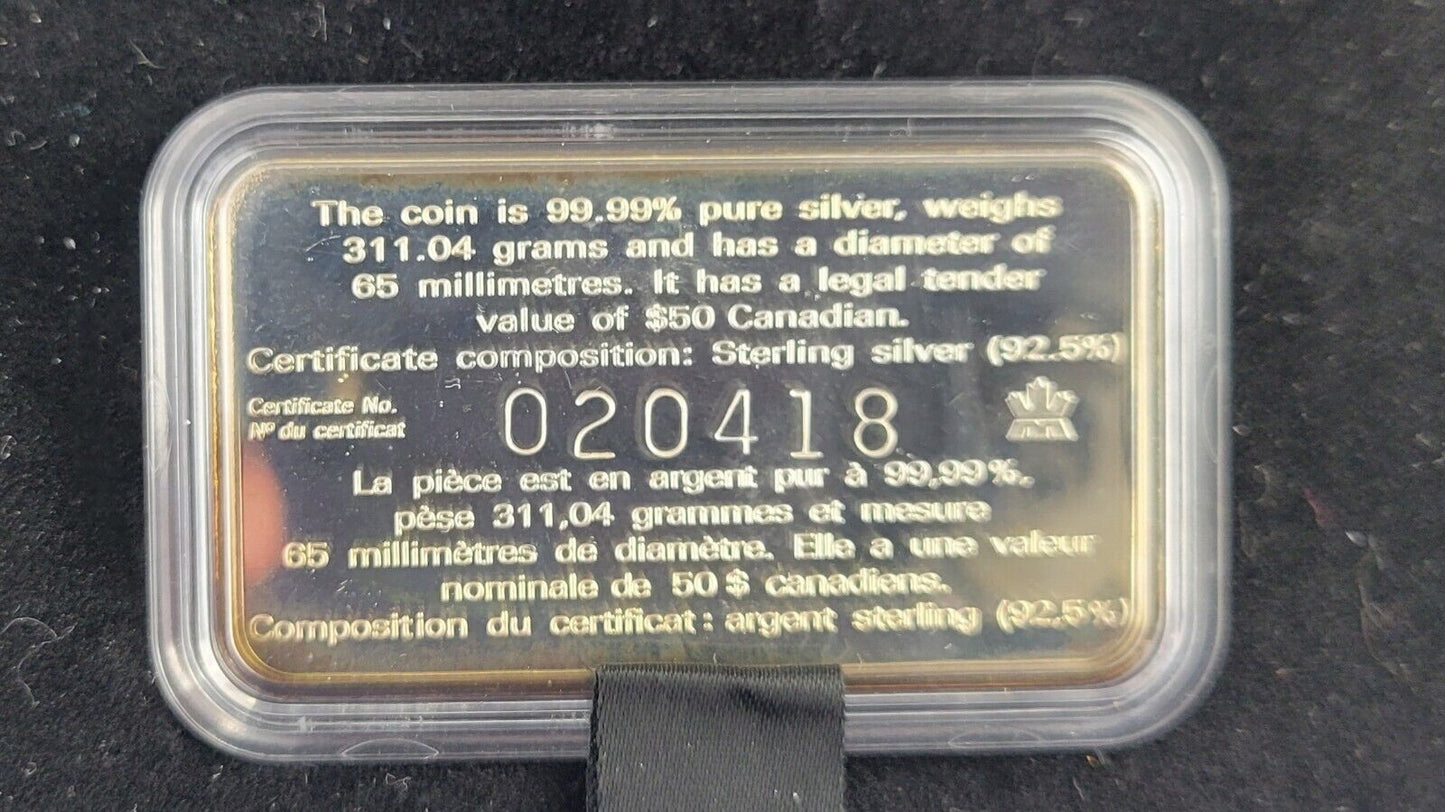 The coin is 99.99% pure silver, weighs
311.04 grams and has a diameter of
65 millimetres. It has a legal tender
value of $50 Canadian.
Certificate composition: Sterling silver (92.5%)
Certificate No.
Nº du certificat
020418
La pièce est en argent pur à 99,99%,
pèse 311,04 grammes et mesure
65 millimètres de diamètre. Elle a une valeur
nominale de 50 $ canadiens.
Composition du certificat : argent sterling (92,5%)